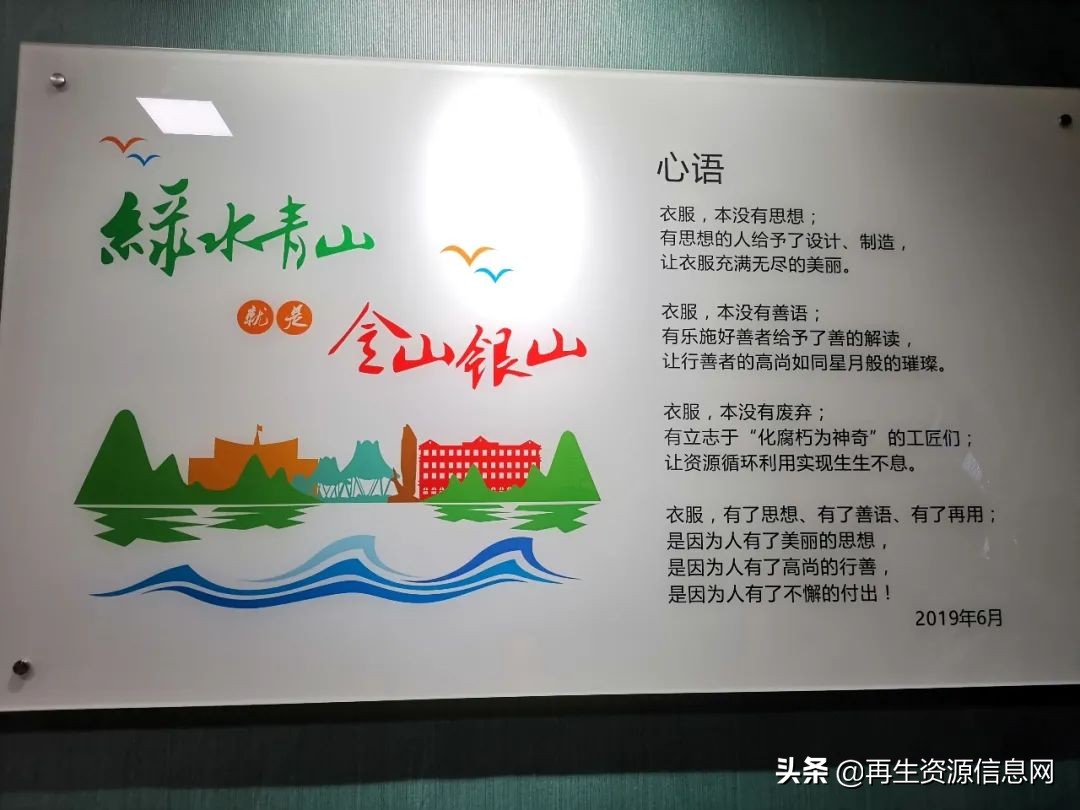 綠水青山
就是
金山银山
心语
衣服，本没有思想；
有思想的人给予了设计、制造，
让衣服充满无尽的美丽。
衣服，本没有善语；
有乐施好善者给予了善的解读，
让行善者的高尚如同星月般的璀璨。
衣服，本没有废弃；
有立志于“化腐朽为神奇”的工匠们；
让资源循环利用实现生生不息。
衣服，有了思想、有了善语、有了再用；
是因为人有了美丽的思想，
是因为人有了高尚的行善，
是因为人有了不懈的付出！
2019年6月
头条 @再生资源信息网